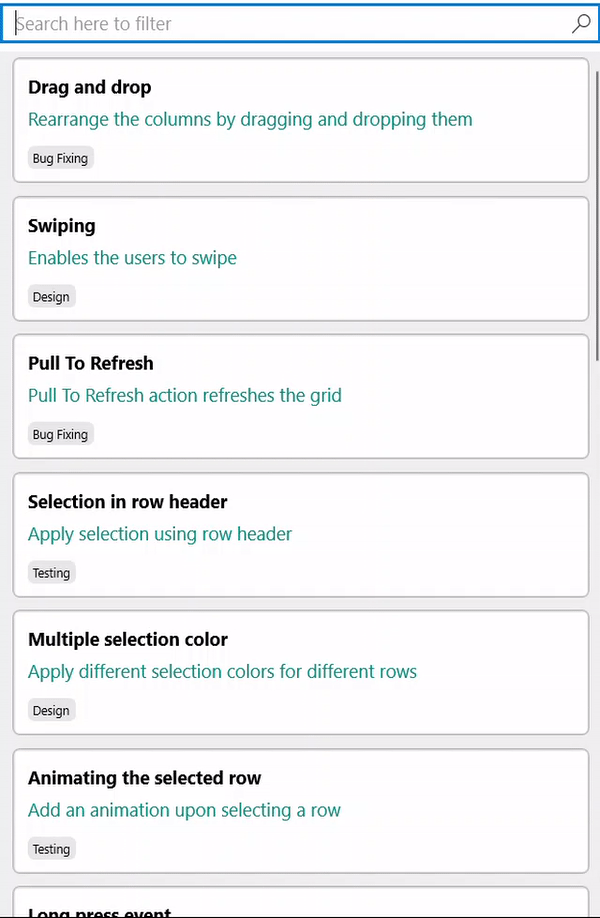 Search here to filter
Drag and drop
Rearrange the columns by dragging and dropping them
Bug Fixing
Swiping
Enables the users to swipe
Design
Pull To Refresh
Pull To Refresh action refreshes the grid
Bug Fixing
Selection in row header
Apply selection using row header
Testing
Multiple selection color
Apply different selection colors for different rows
Design
Animating the selected row
Add an animation upon selecting a row
Testing
Long press event